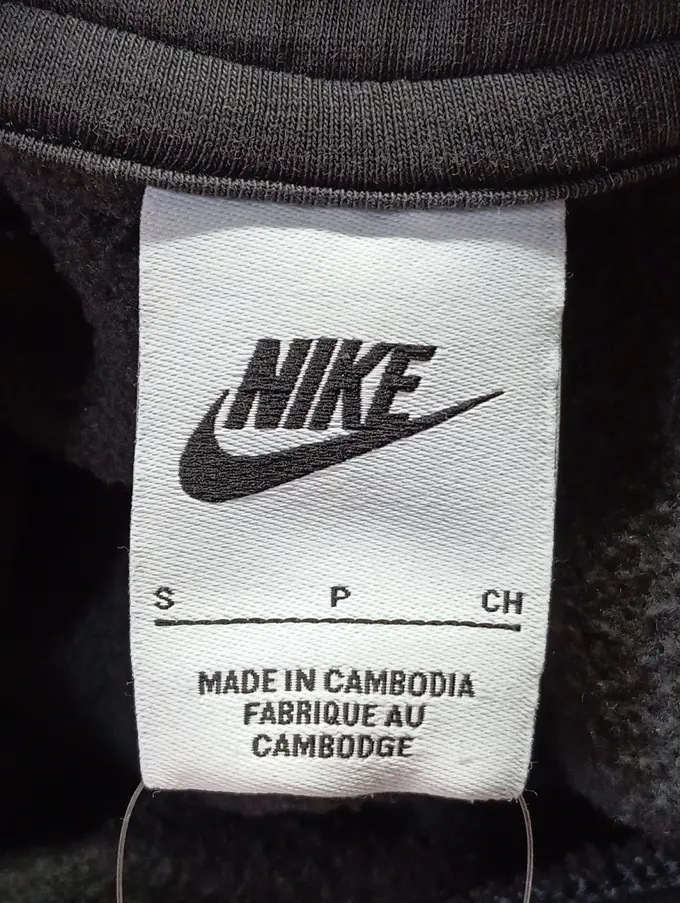 NIKE
S P CH
MADE IN CAMBODIA
FABRIQUE AU
CAMBODGE